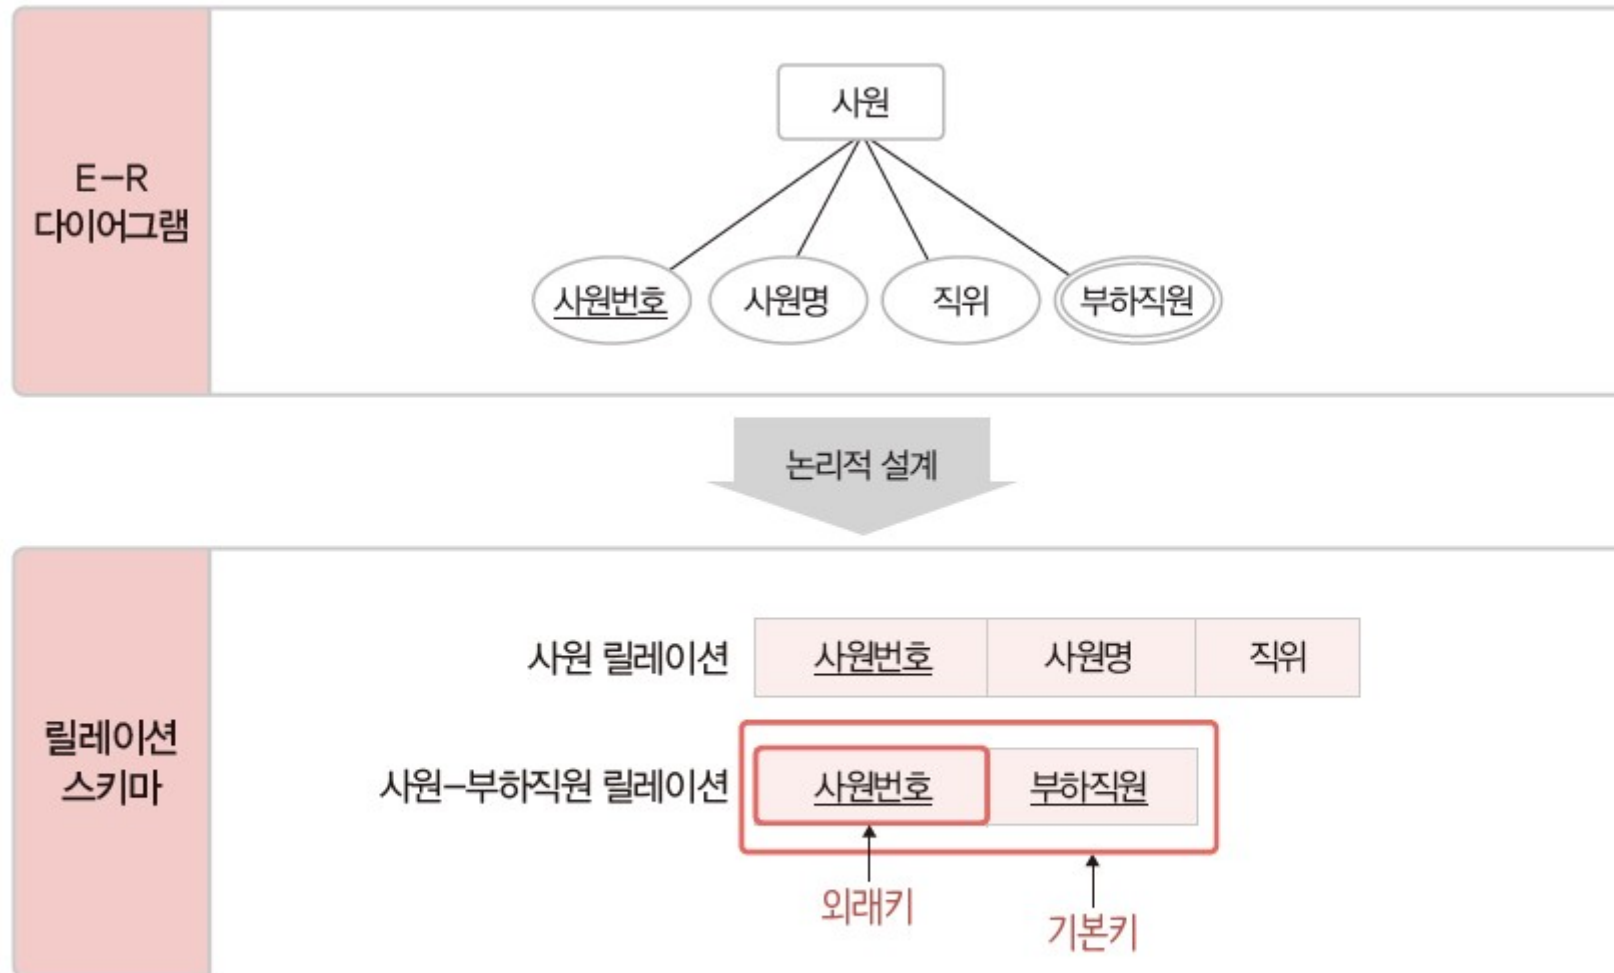 E-R
다이어그램
사원
사원번호 사원명 직위 부하직원
논리적 설계
릴레이션
스키마
사원 릴레이션 사원번호 사원명 직위
사원-부하직원 릴레이션 사원번호 부하직원
외래키
기본키